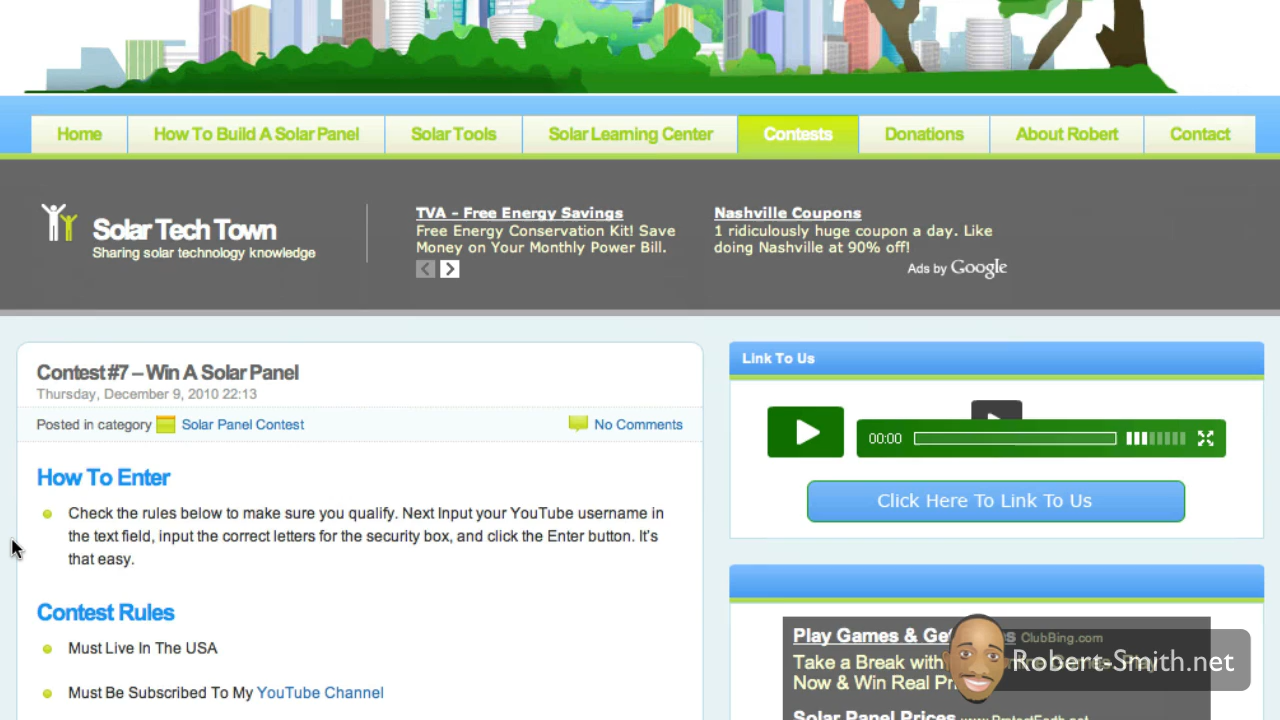 Home
How To Build A Solar Panel
Solar Tools
Solar Learning Center
Contests
Donations
About Robert
Contact
Solar Tech Town
Sharing solar technology knowledge
TVA - Free Energy Savings
Free Energy Conservation Kit! Save
Money on Your Monthly Power Bill.
Nashville Coupons
1 ridiculously huge coupon a day. Like
doing Nashville at 90% off!
Ads by Google
Contest #7 – Win A Solar Panel
Thursday, December 9, 2010 22:13
Posted in category Solar Panel Contest
No Comments
How To Enter
Check the rules below to make sure you qualify. Next Input your YouTube username in
the text field, input the correct letters for the security box, and click the Enter button. It's
that easy.
Contest Rules
Must Live In The USA
Must Be Subscribed To My YouTube Channel
Link To Us
00:00
Click Here To Link To Us
Play Games & ClubBing.com
Take a Break with Play
Now & Win Real
Solar Panel Prices www.ProtectEarth.net
Robert-Smith.net